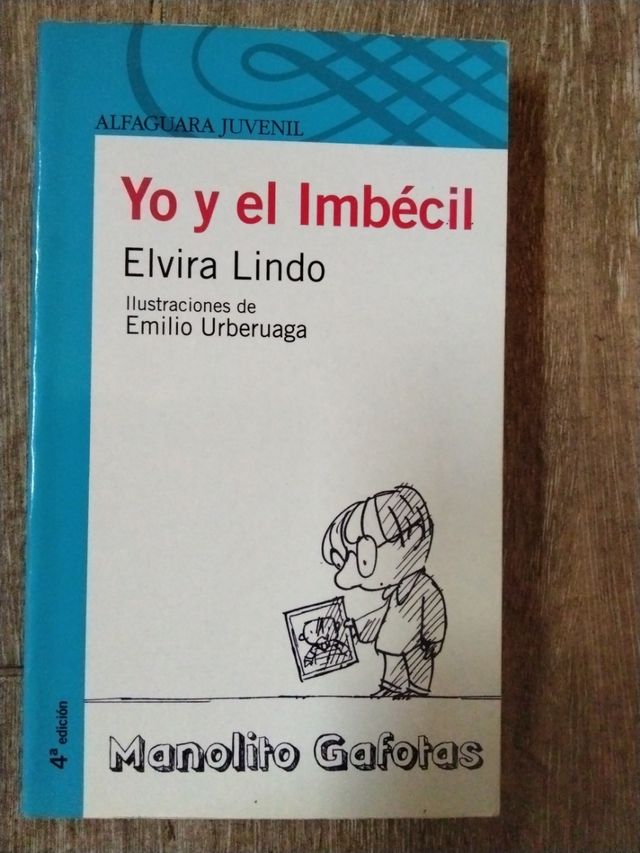 ALFAGUARA JUVENIL
Yo y el Imbécil
Elvira Lindo
Ilustraciones de
Emilio Urberuaga
4ª edición
Manolito Gafotas